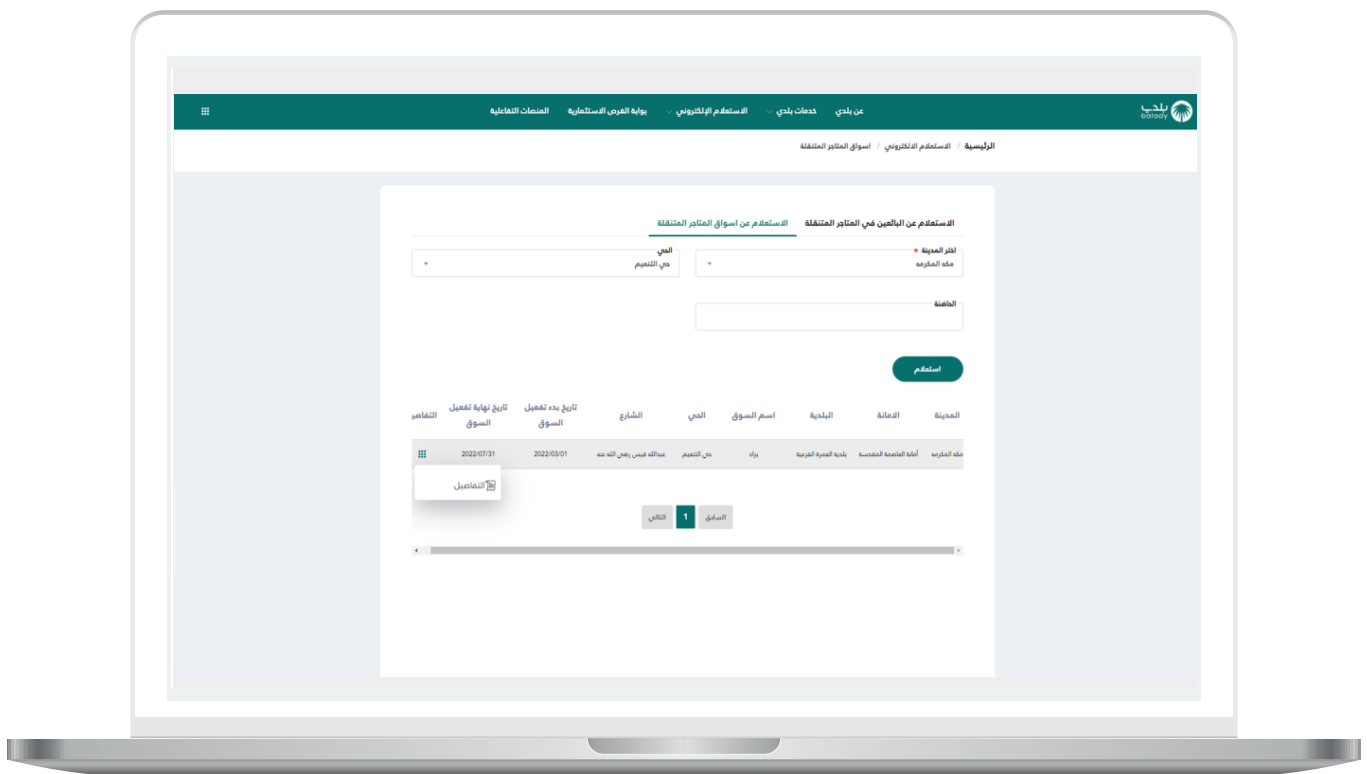 بلدي
balady
عن بلدي خدمات بلدي الاستعلام الإلكتروني بوابة الفرص الاستثمارية المنصات التفاعلية
الرئيسية / الاستعلام الالكتروني / اسواق المتاجر المتنقلة
الاستعلام عن البائعين في المتاجر المتنقلة الاستعلام عن اسواق المتاجر المتنقلة
اختر المدينة * الحي
مكه المكرمه حي التنعيم
الحاضنة
استعلام
المدينة الامانة البلدية اسم السوق الحي الشارع تاريخ بدء تفعيل السوق تاريخ نهاية تفعيل السوق التفاصي
مكه المكرمه أمانة العاصمة المقدسة بلدية العمرة الفرعية براد حي التنعيم عبدالله قيس رضي الله عنه 2022/03/01 2022/07/31
التفاصيل
السابق 1 التالي